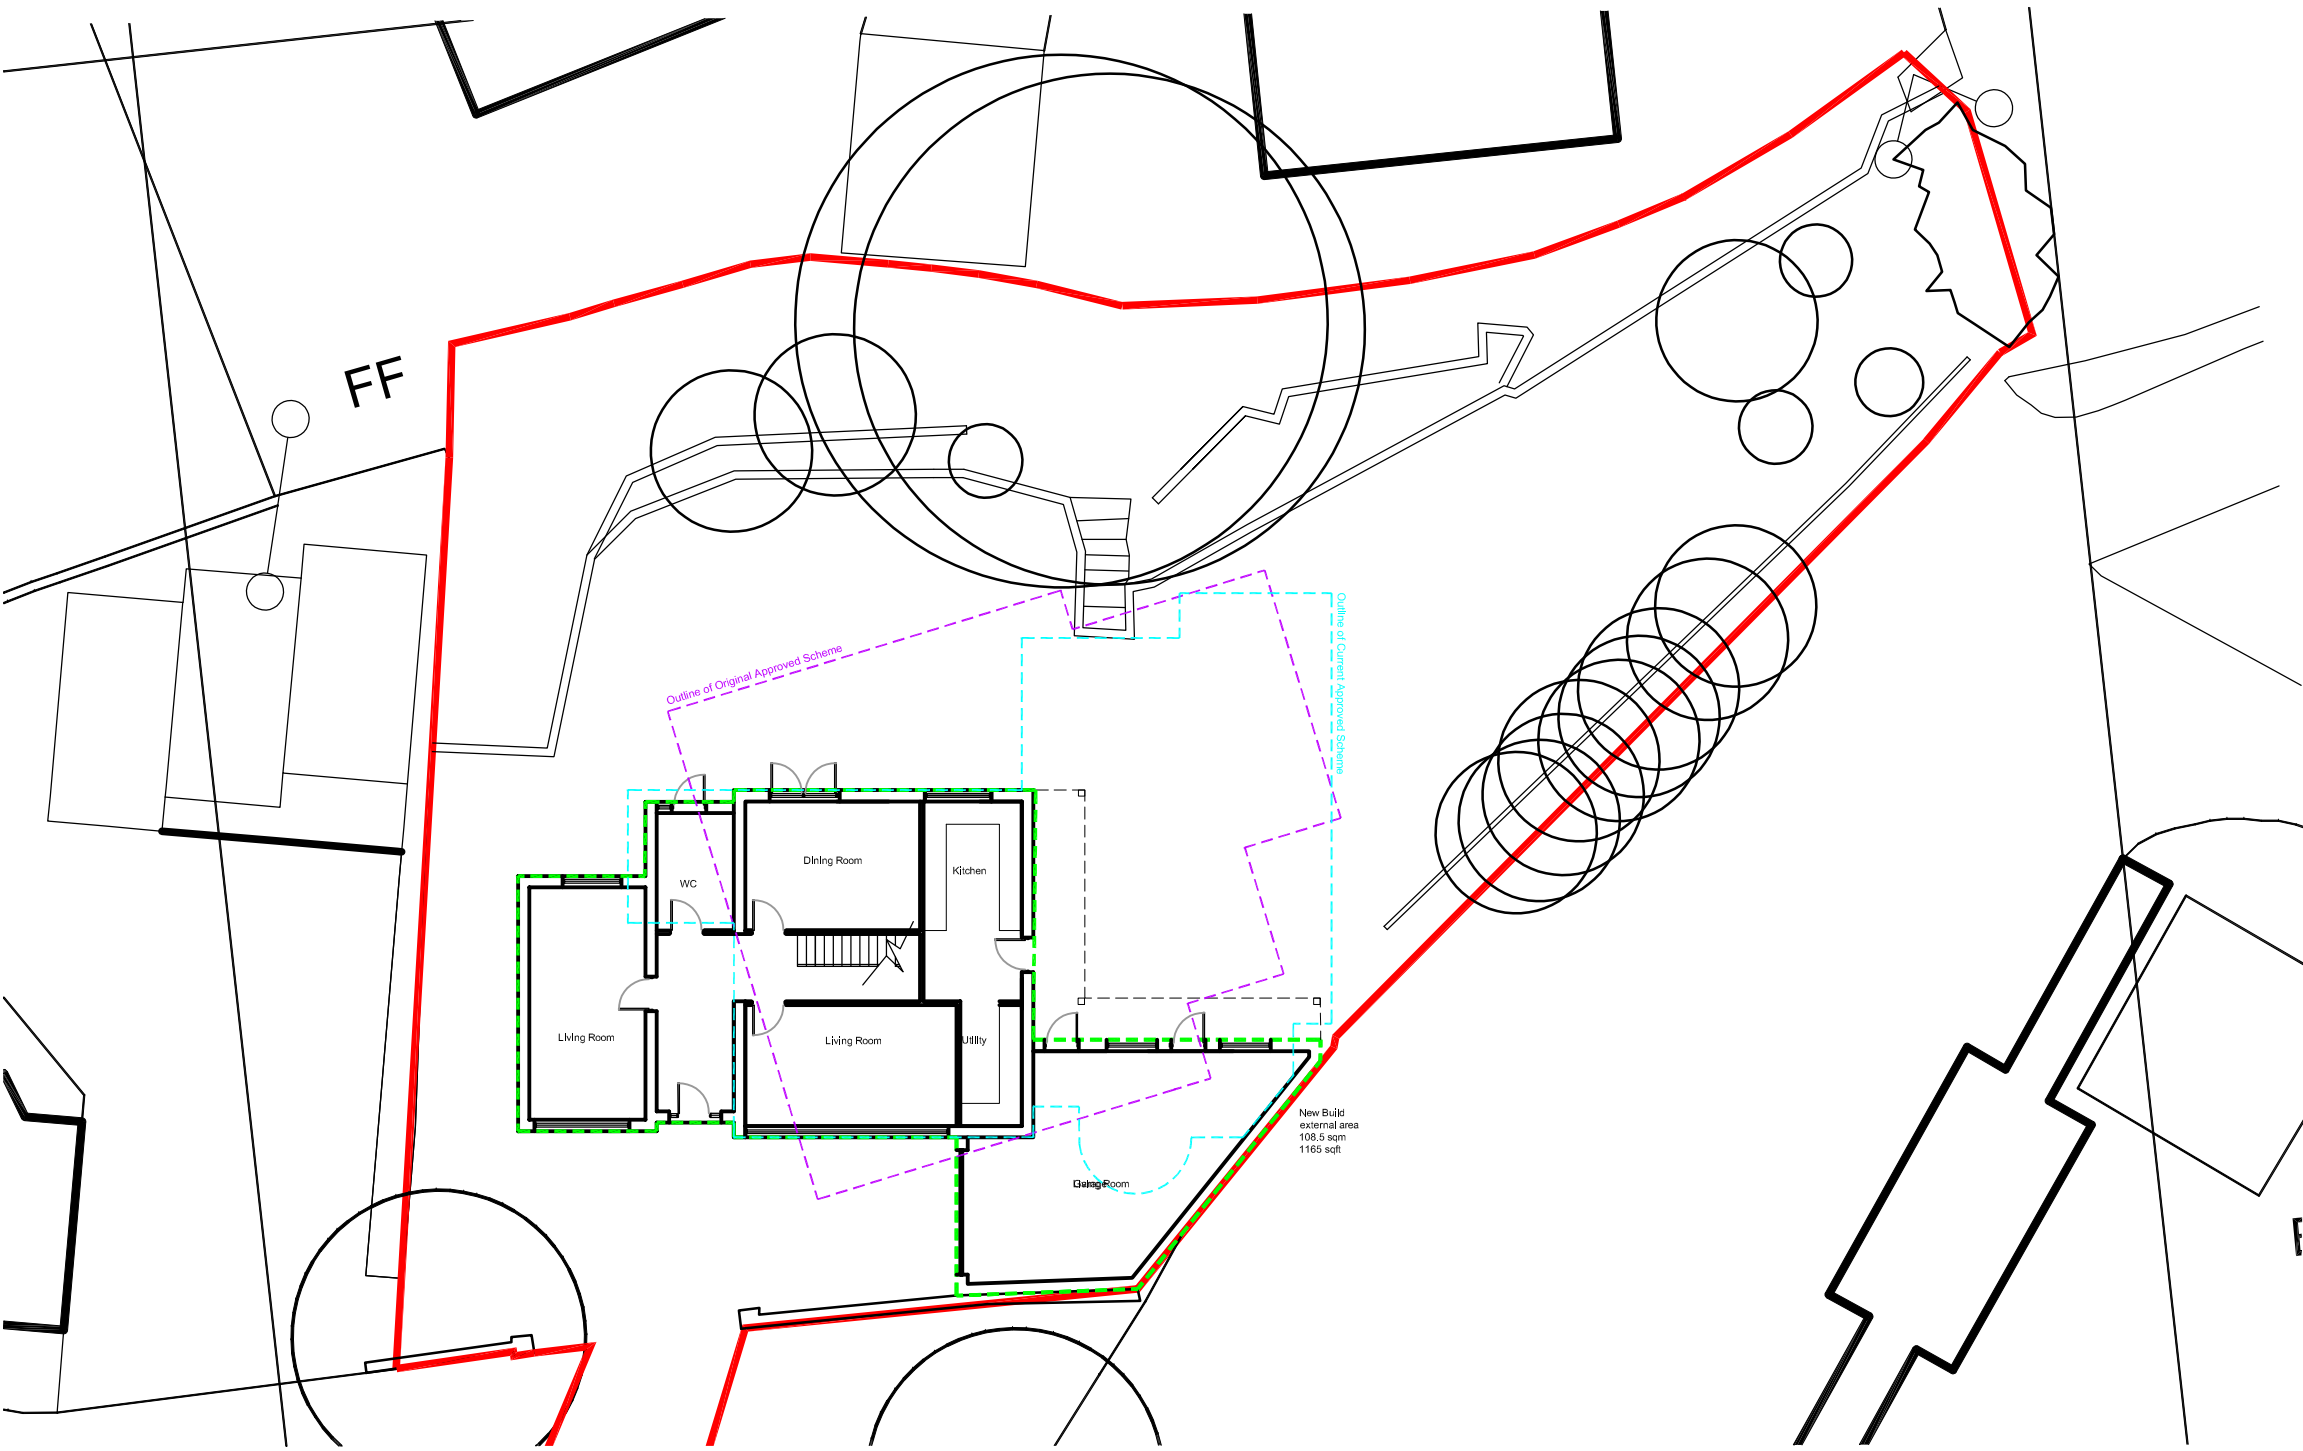 FF
Outline of Original Approved Scheme
Outline of Current Approved Scheme
Dining Room
Kitchen
WC
Living Room
Living Room
Utility
New Build
external area
108.5 sqm
1165 sqft